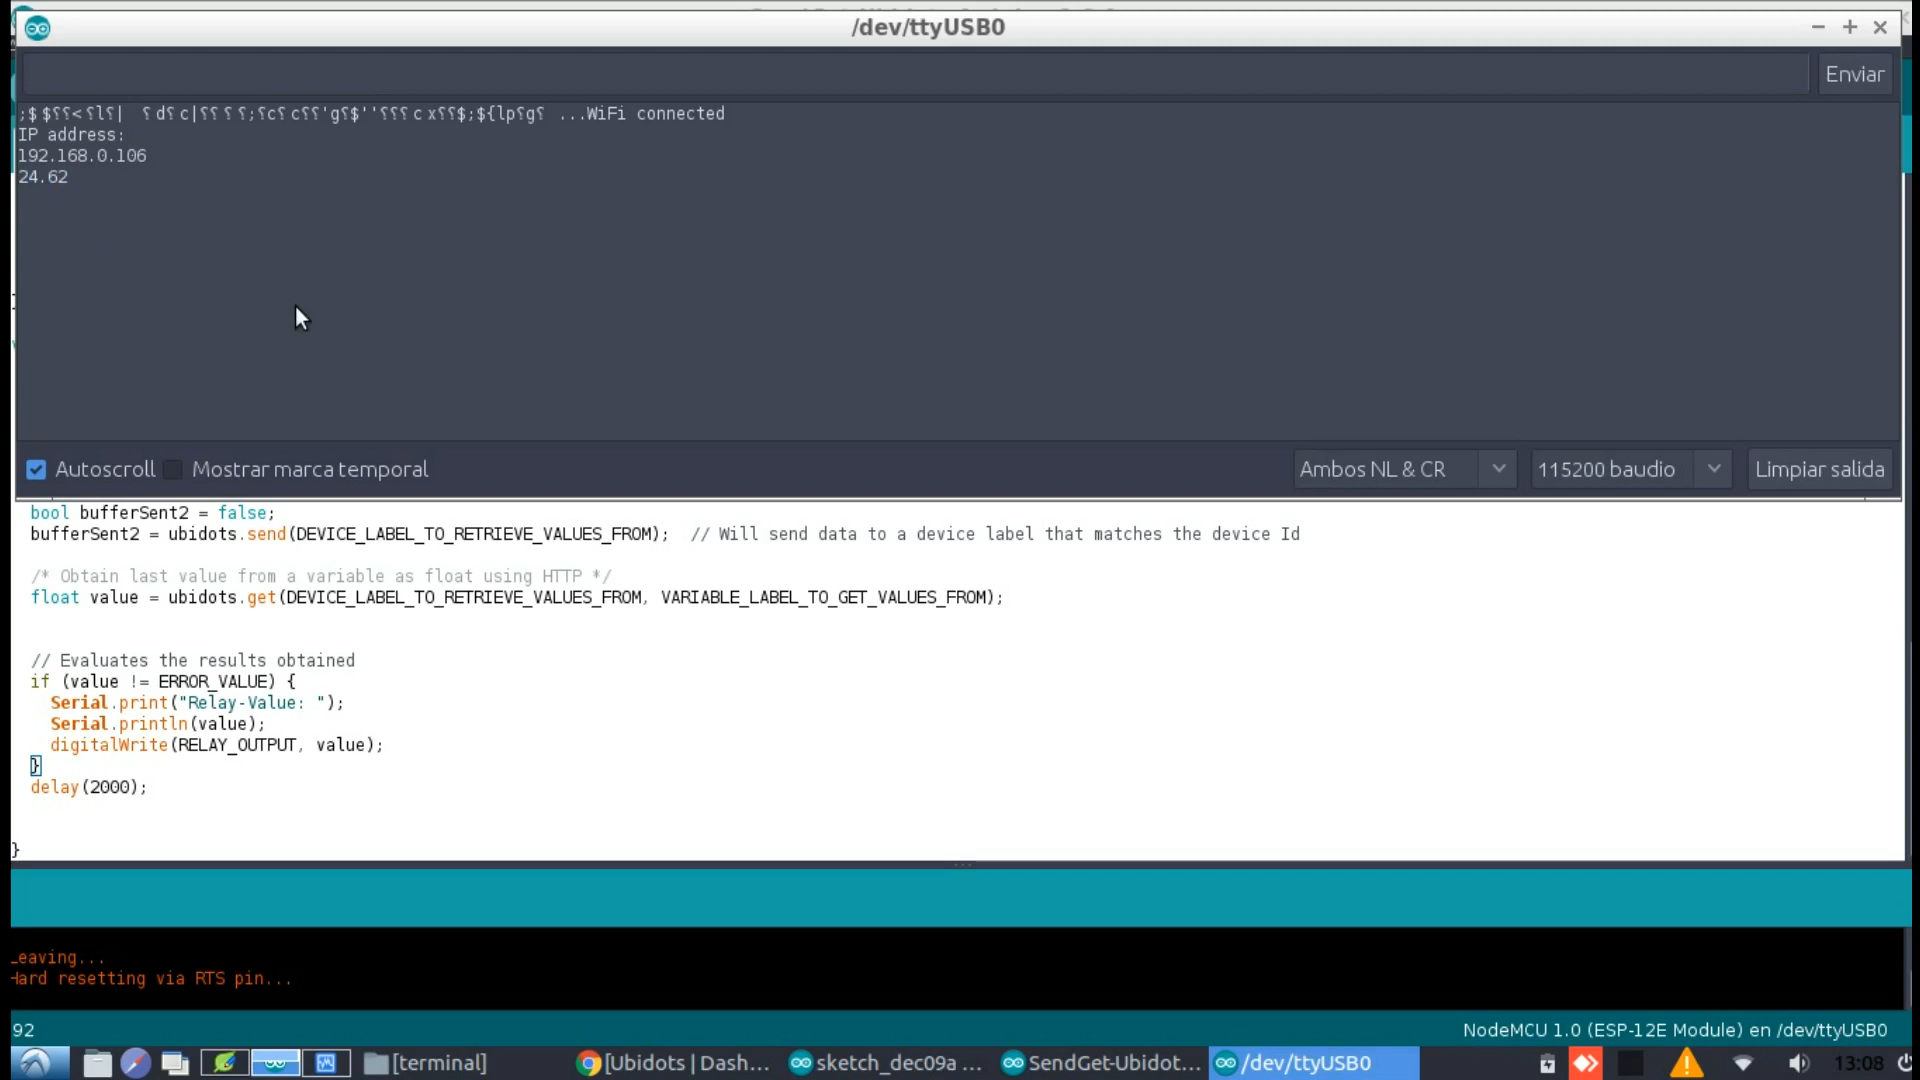 /dev/ttyUSB0
Enviar
...WiFi connected
IP address:
192.168.0.106
24.62
Autoscroll Mostrar marca temporal Ambos NL & CR 115200 baudio Limpiar salida
bool bufferSent2 = false;
bufferSent2 = ubidots.send(DEVICE_LABEL_TO_RETRIEVE_VALUES_FROM); // Will send data to a device label that matches the device Id
/* Obtain last value from a variable as float using HTTP */
float value = ubidots.get(DEVICE_LABEL_TO_RETRIEVE_VALUES_FROM, VARIABLE_LABEL_TO_GET_VALUES_FROM);
// Evaluates the results obtained
if (value != ERROR_VALUE) {
Serial.print("Relay-Value: ");
Serial.println(value);
digitalWrite(RELAY_OUTPUT, value);
}
delay(2000);
}
Leaving...
Hard resetting via RTS pin...
92 NodeMCU 1.0 (ESP-12E Module) en /dev/ttyUSB0
[terminal] [Ubidots | Dash... sketch_dec09a ... SendGet-Ubidot... /dev/ttyUSB0 13:08